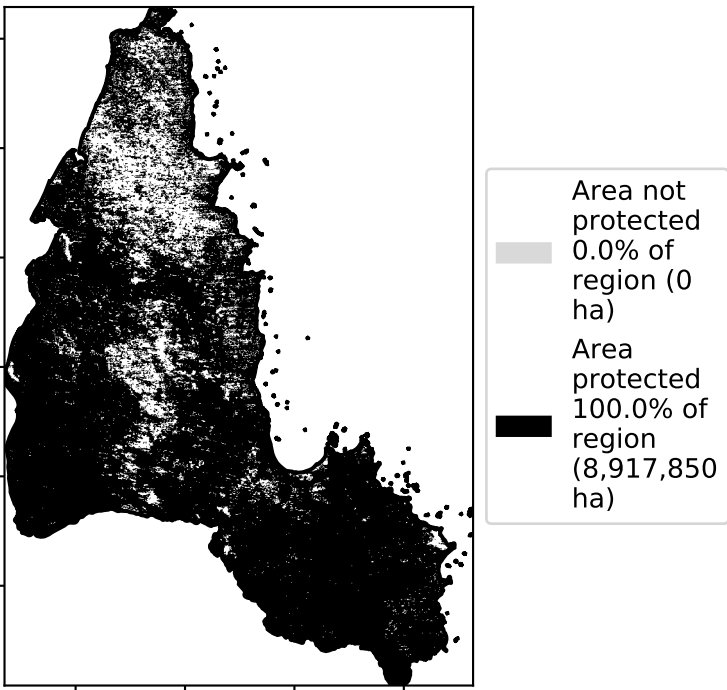 Area not
protected
0.0% of
region (0
ha)
Area
protected
100.0% of
region
(8,917,850
ha)